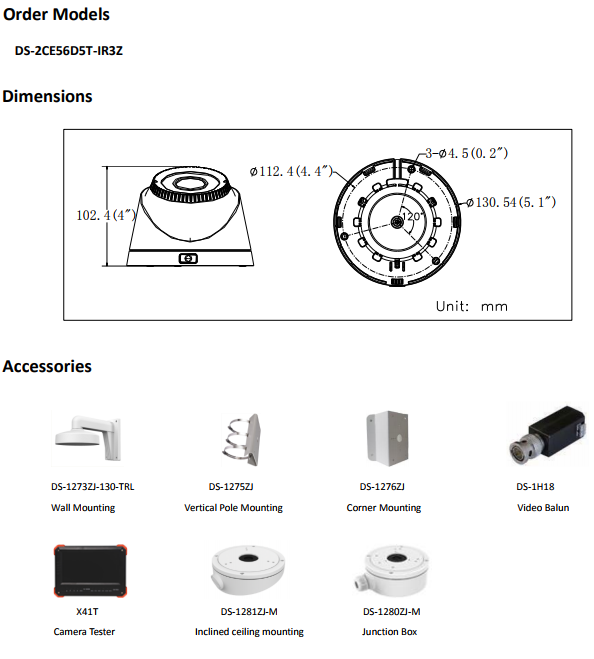 Order Models
DS-2CE56D5T-IR3Z
Dimensions
3-ø4.5(0.2″)
ø112.4(4.4″)
ø130.54(5.1″)
102.4(4″)
120°
Unit: mm
Accessories
DS-1273ZJ-130-TRL DS-1275ZJ DS-1276ZJ DS-1H18
Wall Mounting Vertical Pole Mounting Corner Mounting Video Balun
X41T DS-1281ZJ-M DS-1280ZJ-M
Camera Tester Inclined ceiling mounting Junction Box